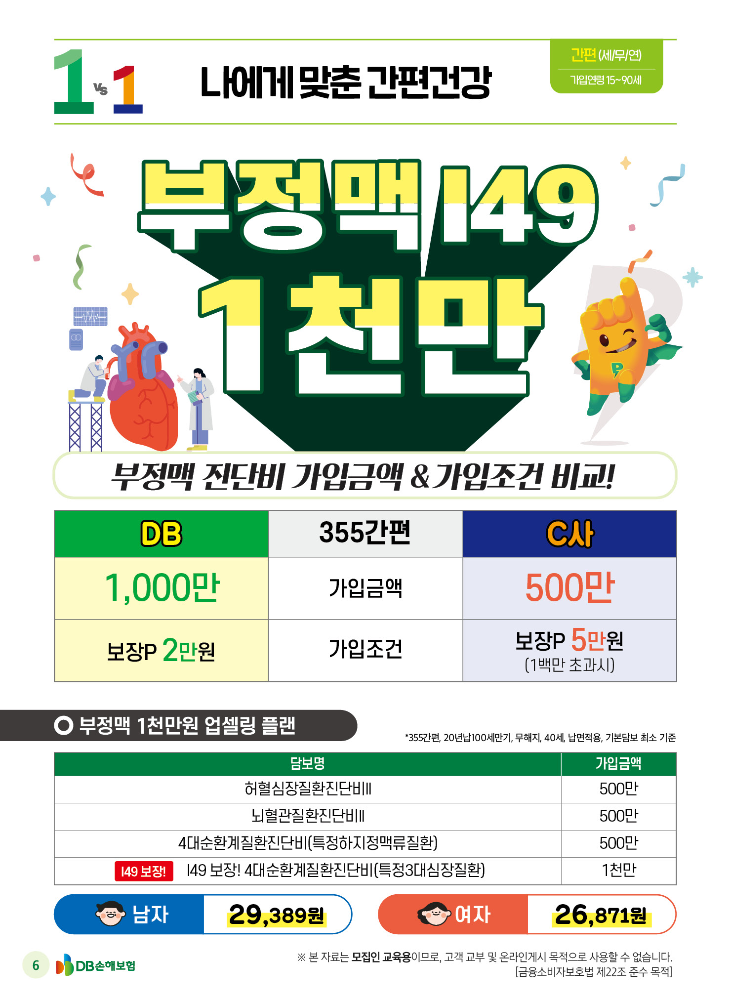 1 vs 1
나에게 맞춘 간편건강
간편 (세/무/연)
가입연령 15~90세
부정맥 I49
1천만
P
부정맥 진단비 가입금액 & 가입조건 비교!
DB 355간편 C사
1,000만 가입금액 500만
보장P 2만원 가입조건 보장P 5만원
(1백만 초과시)
부정맥 1천만원 업셀링 플랜
*355간편, 20년납100세만기, 무해지, 40세, 납면적용, 기본담보 최소 기준
담보명 가입금액
허혈심장질환진단비II 500만
뇌혈관질환진단비II 500만
4대순환계질환진단비(특정하지정맥류질환) 500만
I49 보장! I49 보장! 4대순환계질환진단비(특정3대심장질환) 1천만
남자 29,389원 여자 26,871원
※ 본 자료는 모집인 교육용이므로, 고객 교부 및 온라인게시 목적으로 사용할 수 없습니다.
[금융소비자보호법 제22조 준수 목적]
6 DB손해보험